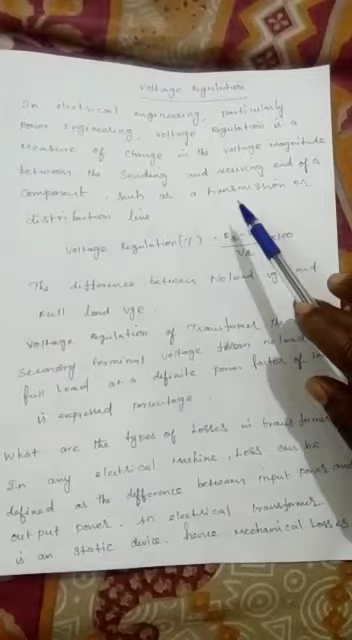 Voltage Regulation
In electrical engineering, particularly
Power engineering, voltage regulation is a
Measure of change in the voltage magnitude
between the sending and receiving end of a
Component, such as a transmission or
distribution line
Voltage Regulation (%) = × 100
The difference between No load vge and
Full load vge.
Voltage Regulation of Transformer
secondary terminal voltage from no load
full load at a definite power factor of
is expressed percentage.
What are the types of Losses in transformer
In any electrical Machine, Loss can be
defined as the difference between input power and
out put power. An electrical transformer
is an static device. hence mechanical losses